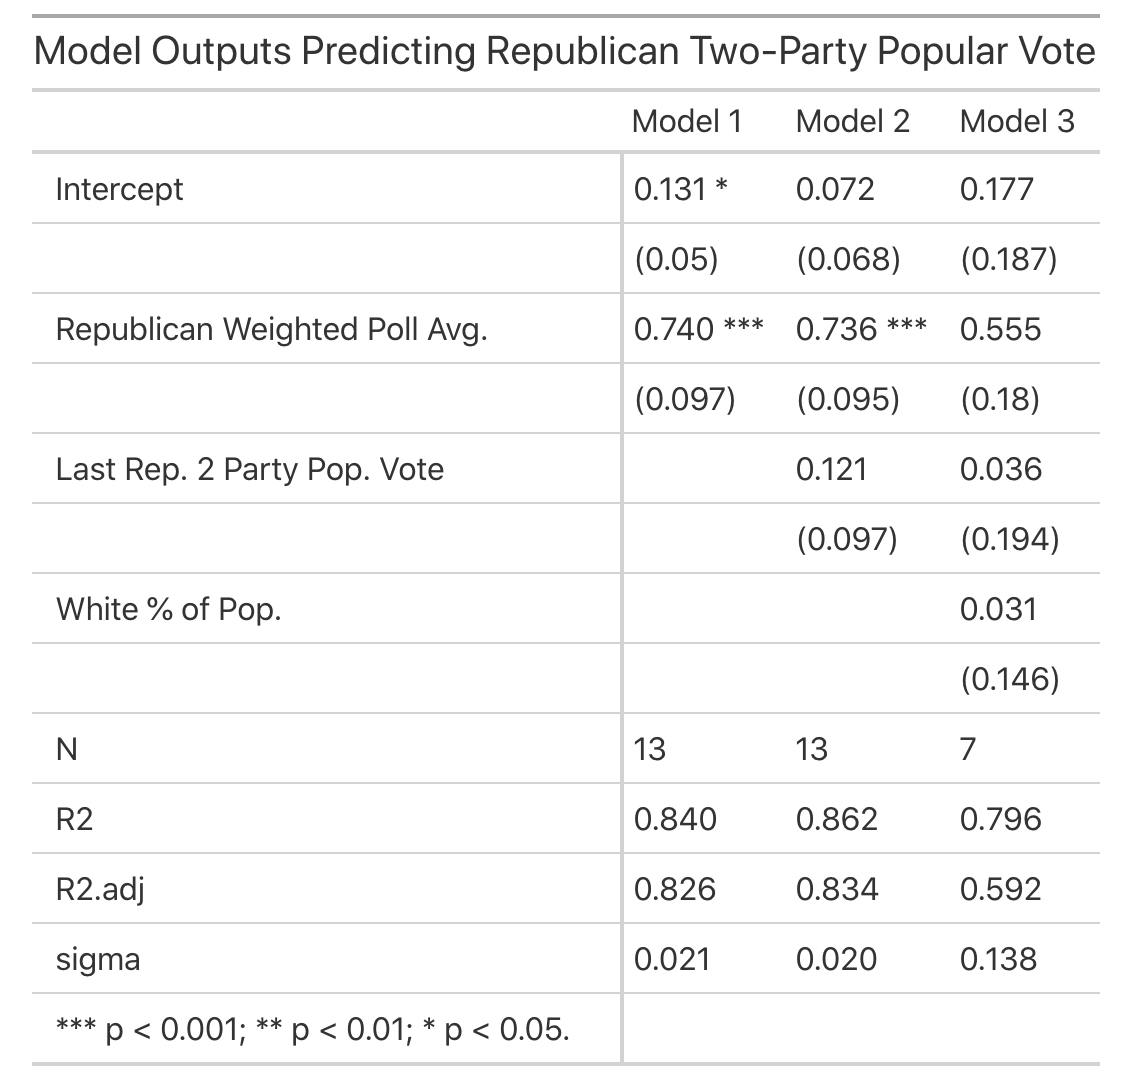 Model Outputs Predicting Republican Two-Party Popular Vote
Model 1 Model 2 Model 3
Intercept 0.131 * 0.072 0.177
(0.05) (0.068) (0.187)
Republican Weighted Poll Avg. 0.740 *** 0.736 *** 0.555
(0.097) (0.095) (0.18)
Last Rep. 2 Party Pop. Vote 0.121 0.036
(0.097) (0.194)
White % of Pop. 0.031
(0.146)
N 13 13 7
R2 0.840 0.862 0.796
R2.adj 0.826 0.834 0.592
sigma 0.021 0.020 0.138
*** p < 0.001; ** p < 0.01; * p < 0.05.